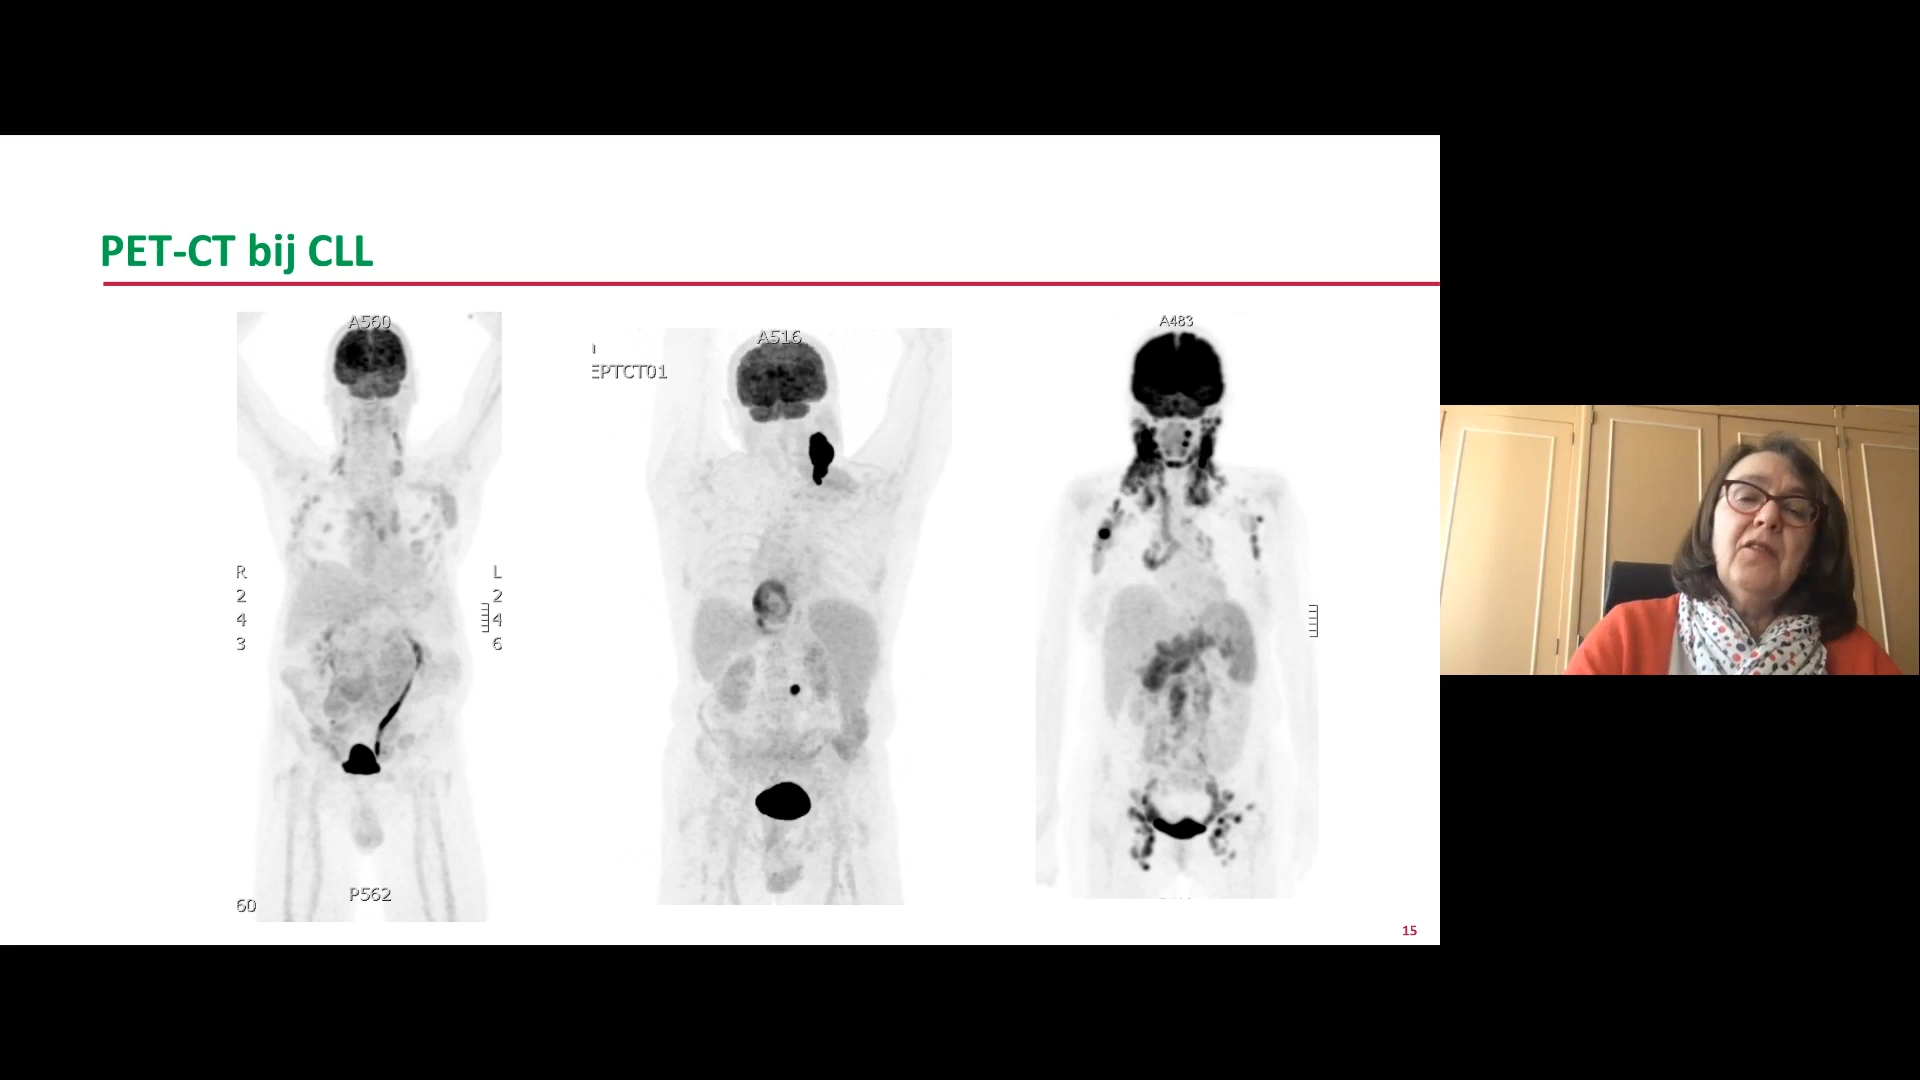 PET-CT bij CLL
A560
R
2
4
3
L
2
4
6
60
P562
A516
EPTCT01
A483
15